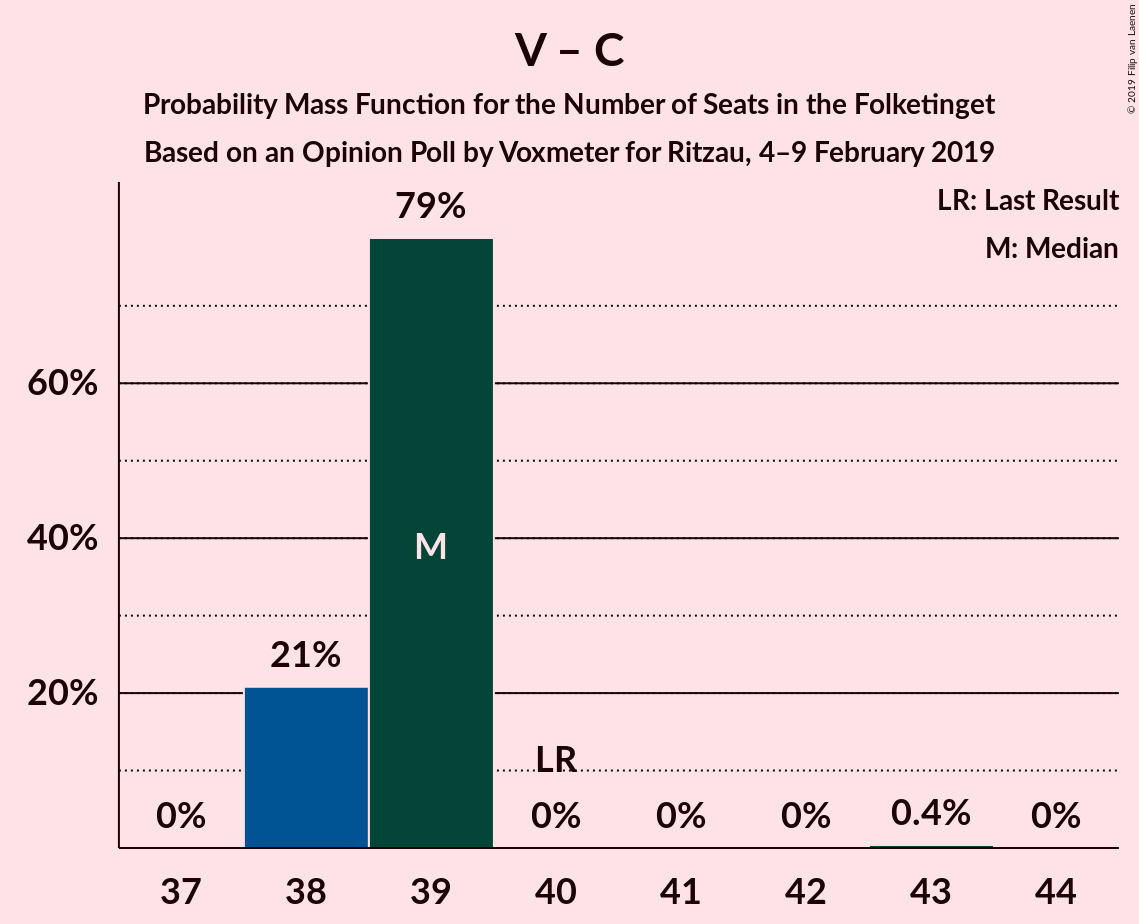 V – C
Probability Mass Function for the Number of Seats in the Folketinget
Based on an Opinion Poll by Voxmeter for Ritzau, 4–9 February 2019
© 2019 Filip van Laenen
LR: Last Result
M: Median
79%
60%
40%
M
21%
20%
LR
0%
0%
0%
0%
0.4%
0%
37
38
39
40
41
42
43
44